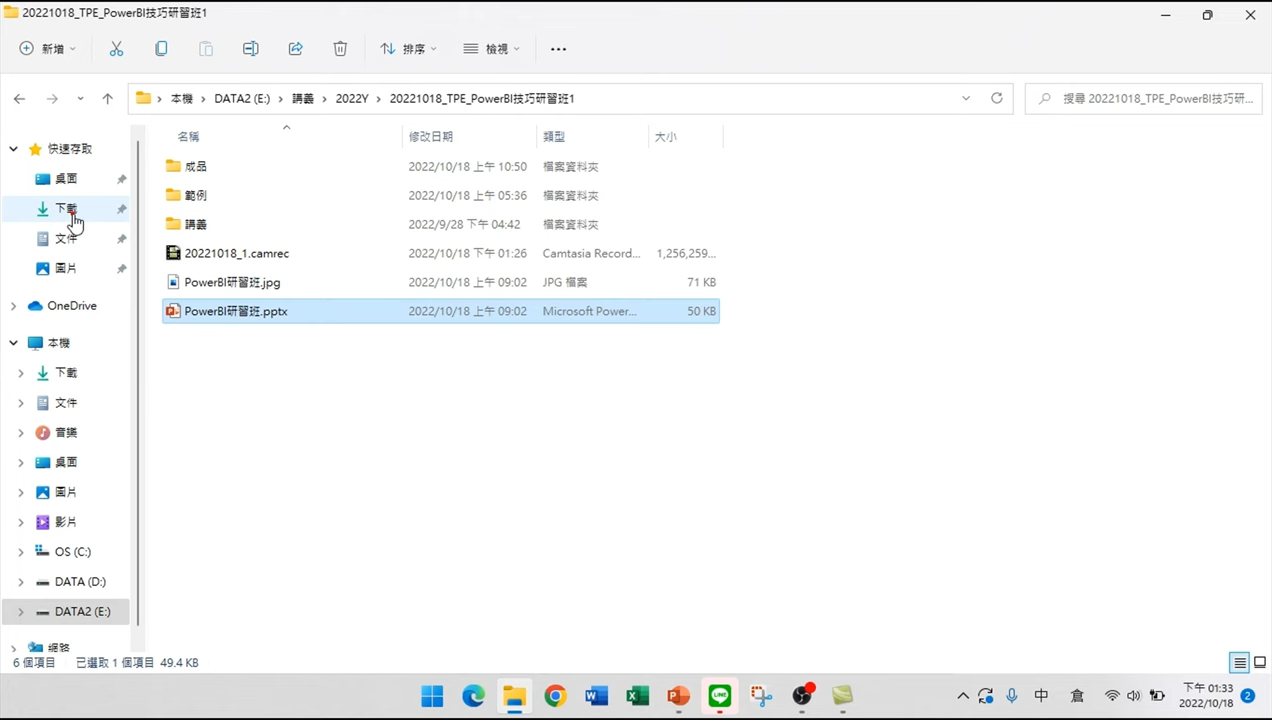 20221018_TPE_PowerBI技巧研習班1
新增 排序 檢視
本機 DATA2 (E:) 講義 2022Y 20221018_TPE_PowerBI技巧研習班1 搜尋 20221018_TPE_PowerBI技巧研...
快速存取
桌面
下載
文件
圖片
OneDrive
本機
下載
文件
音樂
桌面
圖片
影片
OS (C:)
DATA (D:)
DATA2 (E:)
網路
名稱 修改日期 類型 大小
成品 2022/10/18 上午 10:50 檔案資料夾
範例 2022/10/18 上午 05:36 檔案資料夾
講義 2022/9/28 下午 04:42 檔案資料夾
20221018_1.camrec 2022/10/18 下午 01:26 Camtasia Record... 1,256,259...
PowerBI研習班.jpg 2022/10/18 上午 09:02 JPG 檔案 71 KB
PowerBI研習班.pptx 2022/10/18 上午 09:02 Microsoft Power... 50 KB
6 個項目 已選取 1 個項目 49.4 KB
LINE 中 倉 下午 01:33
2022/10/18 2